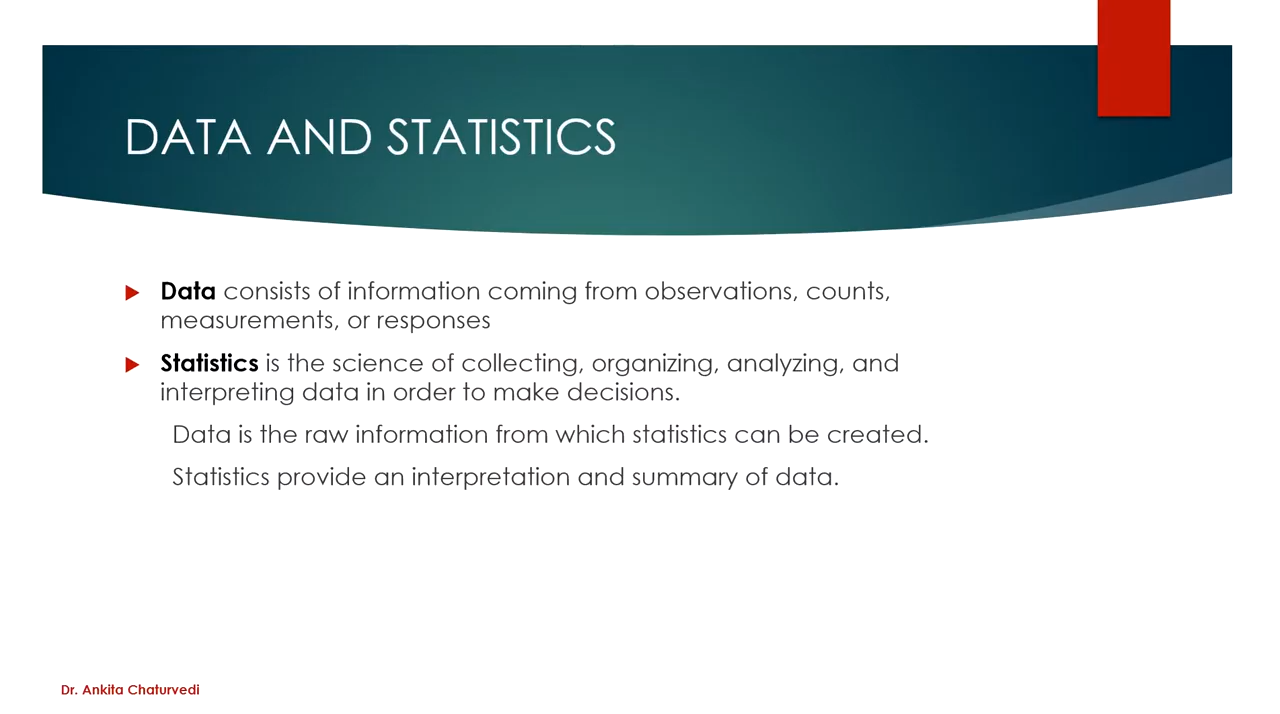 DATA AND STATISTICS
Data consists of information coming from observations, counts,
measurements, or responses
Statistics is the science of collecting, organizing, analyzing, and
interpreting data in order to make decisions.
Data is the raw information from which statistics can be created.
Statistics provide an interpretation and summary of data.
Dr. Ankita Chaturvedi